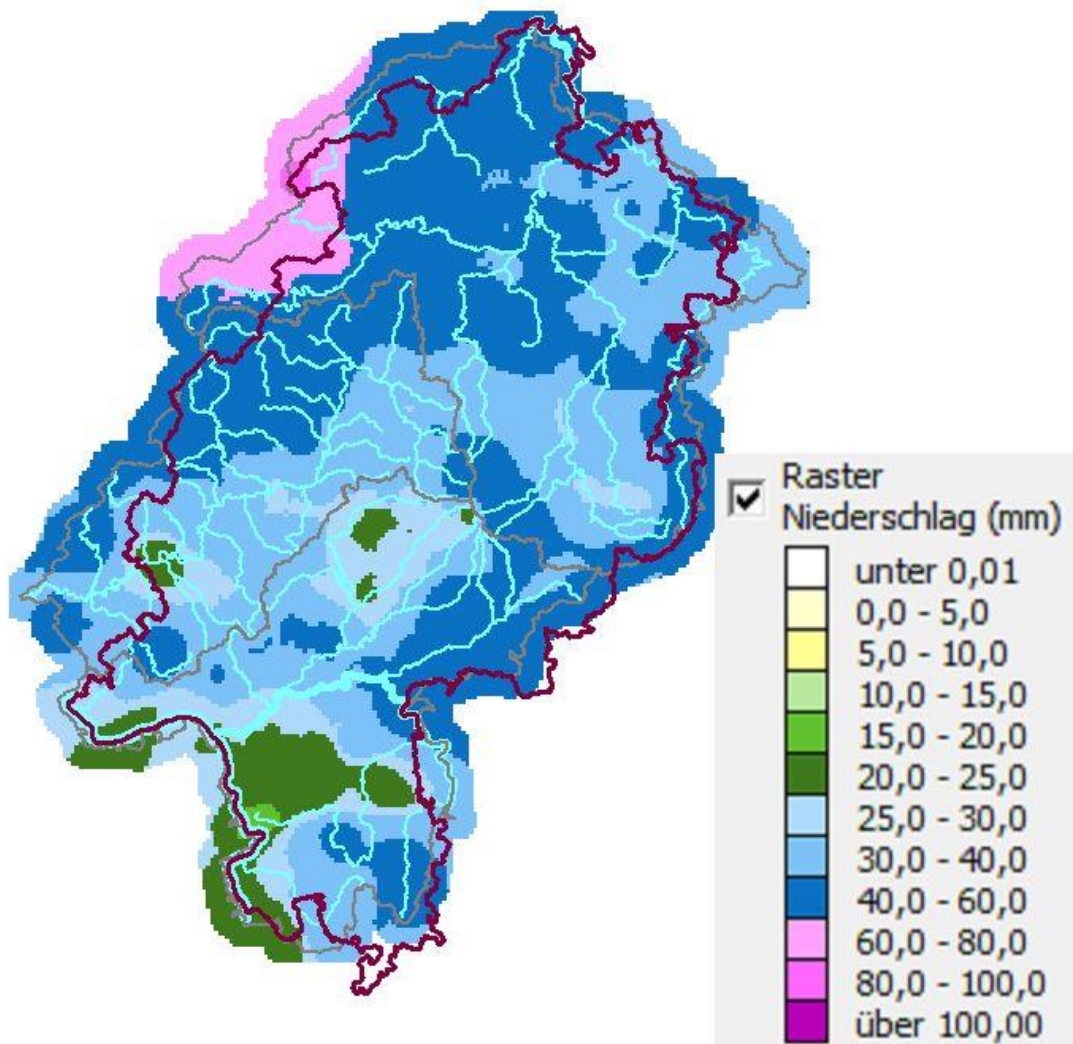 Raster
Niederschlag (mm)
unter 0,01
0,0 - 5,0
5,0 - 10,0
10,0 - 15,0
15,0 - 20,0
20,0 - 25,0
25,0 - 30,0
30,0 - 40,0
40,0 - 60,0
60,0 - 80,0
80,0 - 100,0
über 100,00